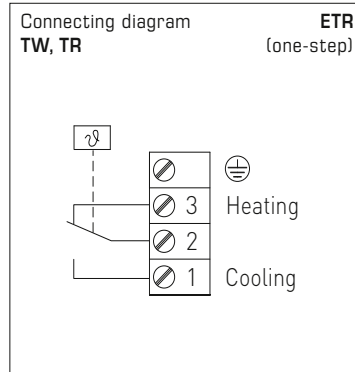 Connecting diagram ETR
TW, TR (one-step)
ϑ
3 Heating
2
1 Cooling